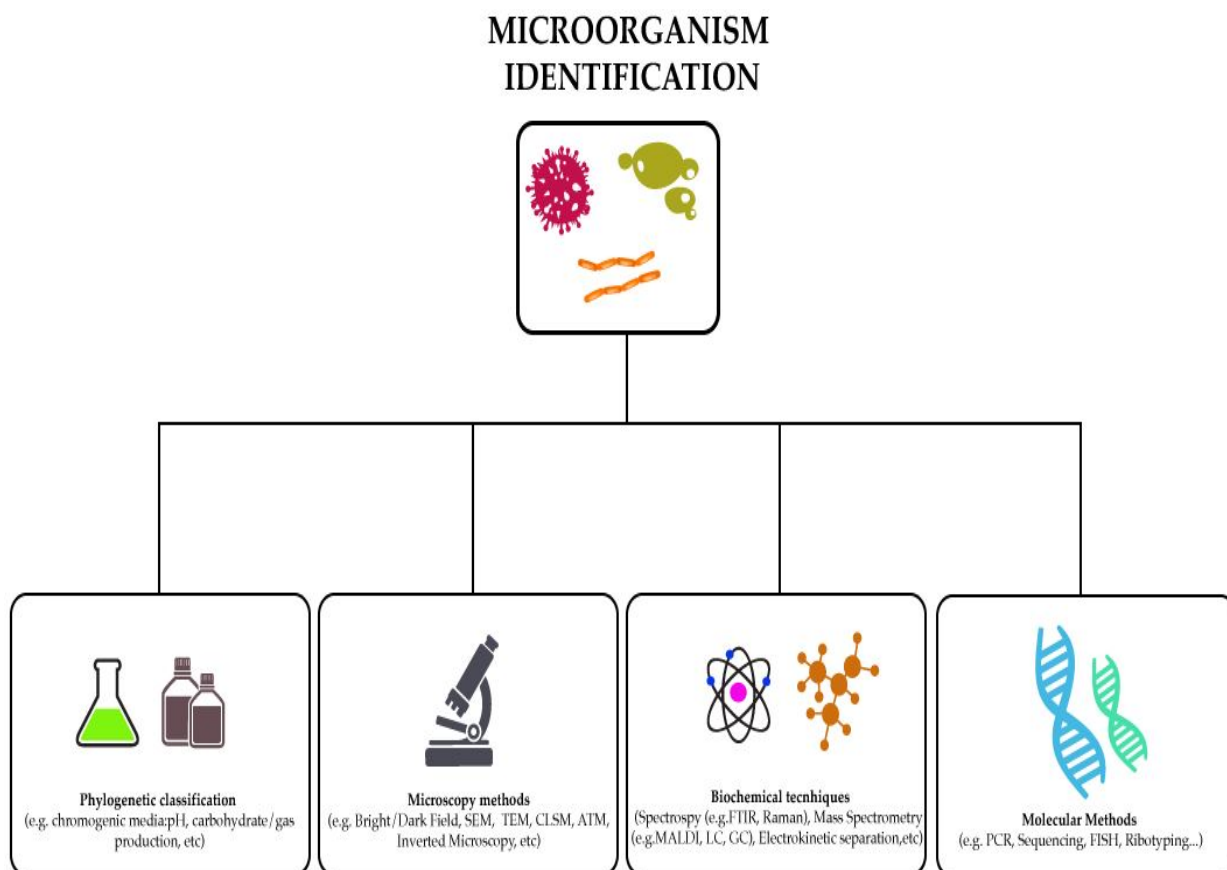 MICROORGANISM
IDENTIFICATION
Phylogenetic classification
(e.g. chromogenic media:pH, carbohydrate/gas
production, etc)
Microscopy methods
(e.g. Bright/Dark Field, SEM, TEM, CLSM, ATM,
Inverted Microscopy, etc)
Biochemical tecnhiques
(Spectrospy (e.g.FTIR, Raman), Mass Spectrometry
(e.g.MALDI, LC, GC), Electrokinetic separation,etc)
Molecular Methods
(e.g. PCR, Sequencing, FISH, Ribotyping...)